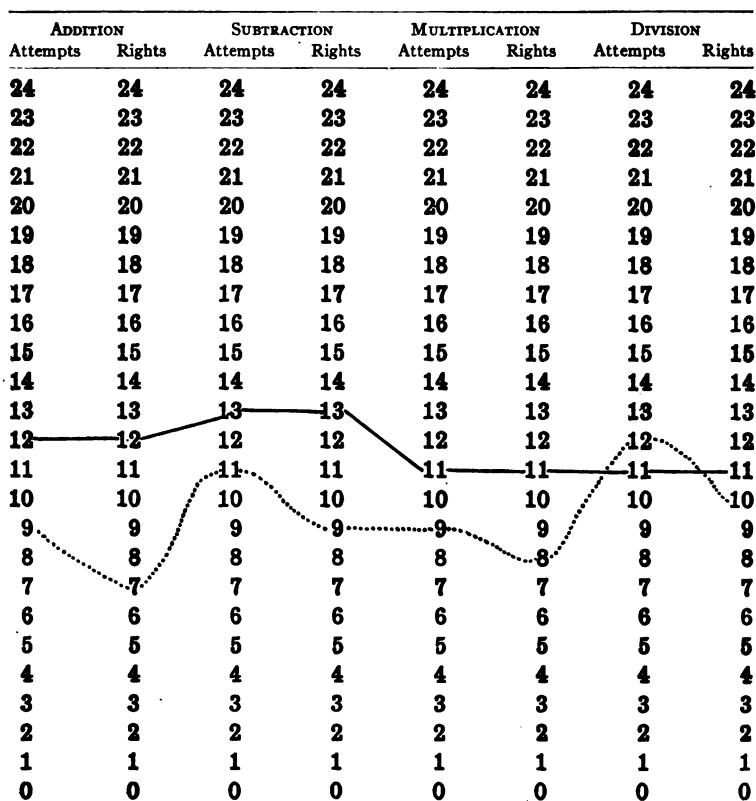 ADDITION SUBTRACTION MULTIPLICATION DIVISION
Attempts Rights Attempts Rights Attempts Rights Attempts Rights
24 24 24 24 24 24 24 24
23 23 23 23 23 23 23 23
22 22 22 22 22 22 22 22
21 21 21 21 21 21 21 21
20 20 20 20 20 20 20 20
19 19 19 19 19 19 19 19
18 18 18 18 18 18 18 18
17 17 17 17 17 17 17 17
16 16 16 16 16 16 16 16
15 15 15 15 15 15 15 15
14 14 14 14 14 14 14 14
13 13 13 13 13 13 13 13
12 12 12 12 12 12 12 12
11 11 11 11 11 11 11 11
10 10 10 10 10 10 10 10
9 9 9 9 9 9 9 9
8 8 8 8 8 8 8 8
7 7 7 7 7 7 7 7
6 6 6 6 6 6 6 6
5 5 5 5 5 5 5 5
4 4 4 4 4 4 4 4
3 3 3 3 3 3 3 3
2 2 2 2 2 2 2 2
1 1 1 1 1 1 1 1
0 0 0 0 0 0 0 0